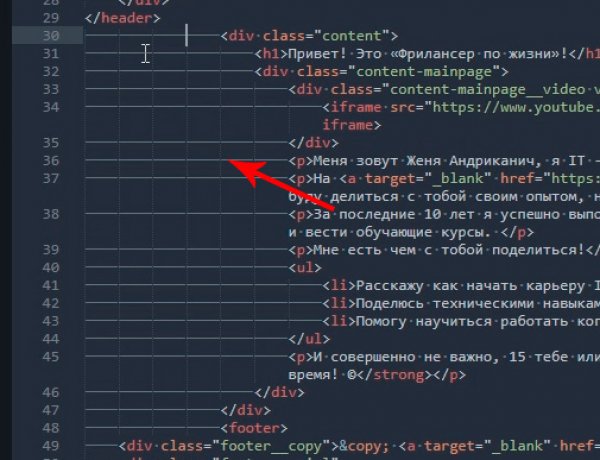 28 </div>
29 </header>
30 <div class="content">
31 <h1>Привет! Это «Фрилансер по жизни»!</h1
32 <div class="content-mainpage">
33 <div class="content-mainpage__video v
34 <iframe src="https://www.youtube.
iframe>
35 </div>
36 <p>Меня зовут Женя Андриканич, я IT -
37 <p>На <a target="_blank" href="https:
буду делиться с тобой своим опытом, н
38 <p>За последние 10 лет я успешно выпо
и вести обучающие курсы. </p>
39 <p>Мне есть чем с тобой поделиться!</
40 <ul>
41 <li>Расскажу как начать карьеру I
42 <li>Поделюсь техническими навыкам
43 <li>Помогу научиться работать ког
44 </ul>
45 <p>И совершенно не важно, 15 тебе или
время! ©</strong></p>
46 </div>
47 </div>
48 <footer>
49 <div class="footer__copy">&copy; <a target="_blank" href=